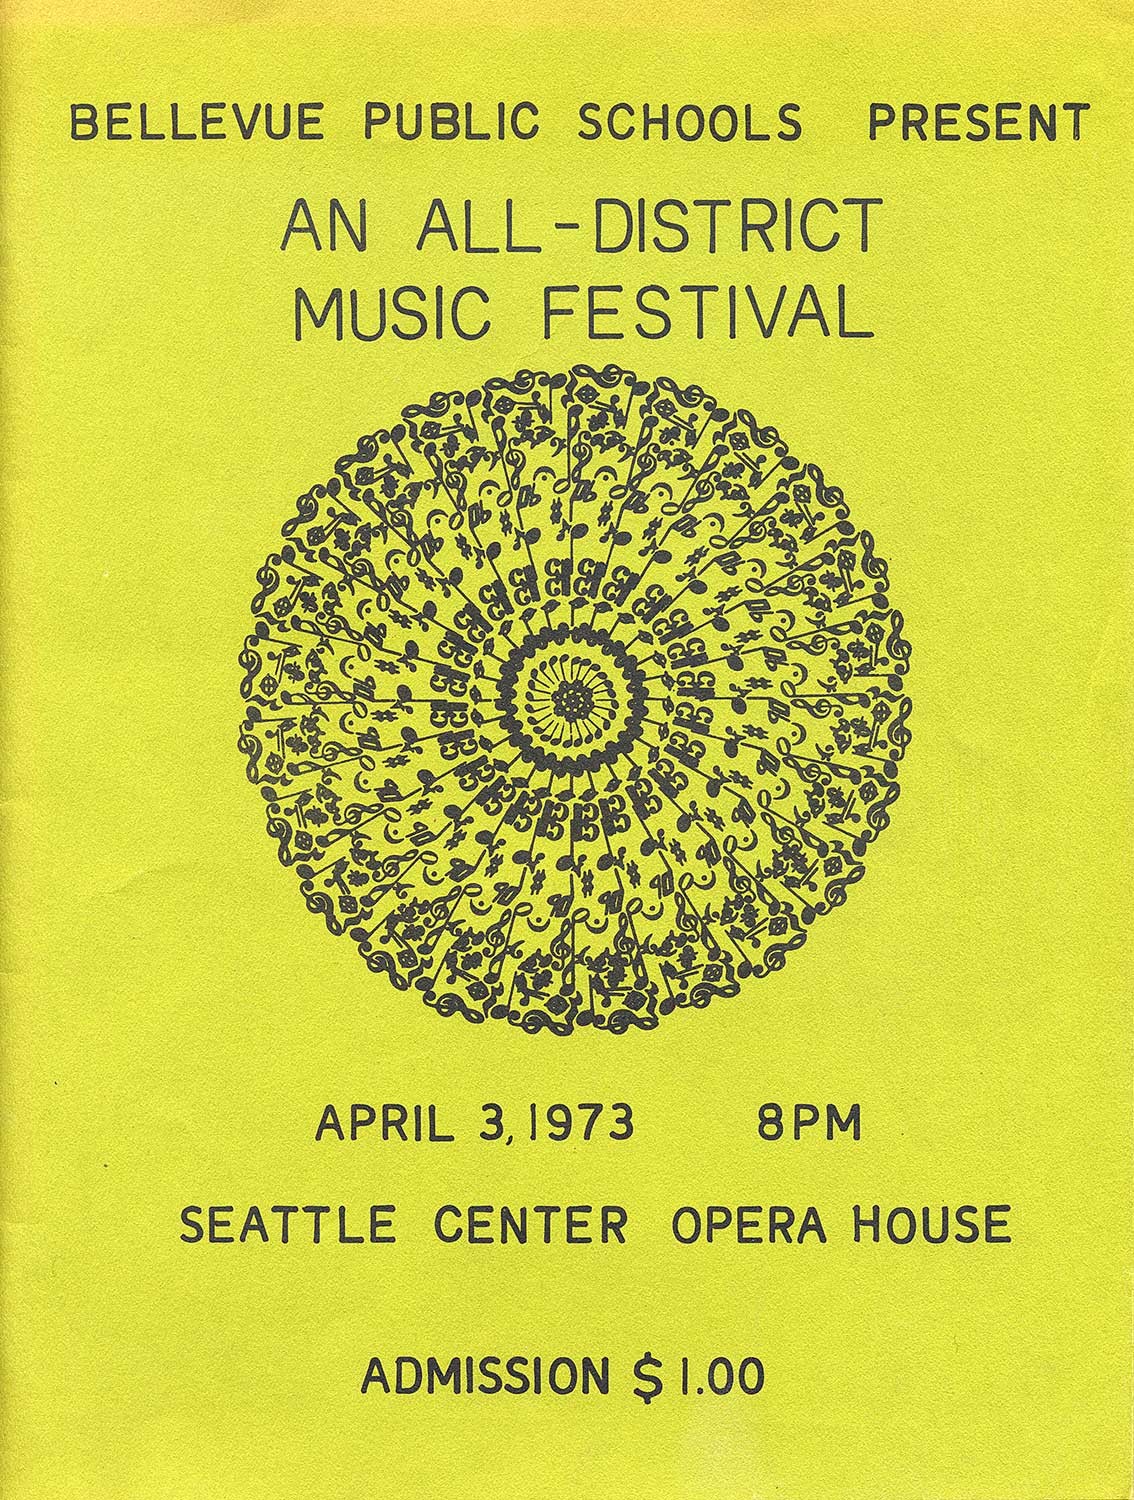 BELLEVUE PUBLIC SCHOOLS PRESENT
AN ALL-DISTRICT
MUSIC FESTIVAL
APRIL 3, 1973 8PM
SEATTLE CENTER OPERA HOUSE
ADMISSION $ 1.00